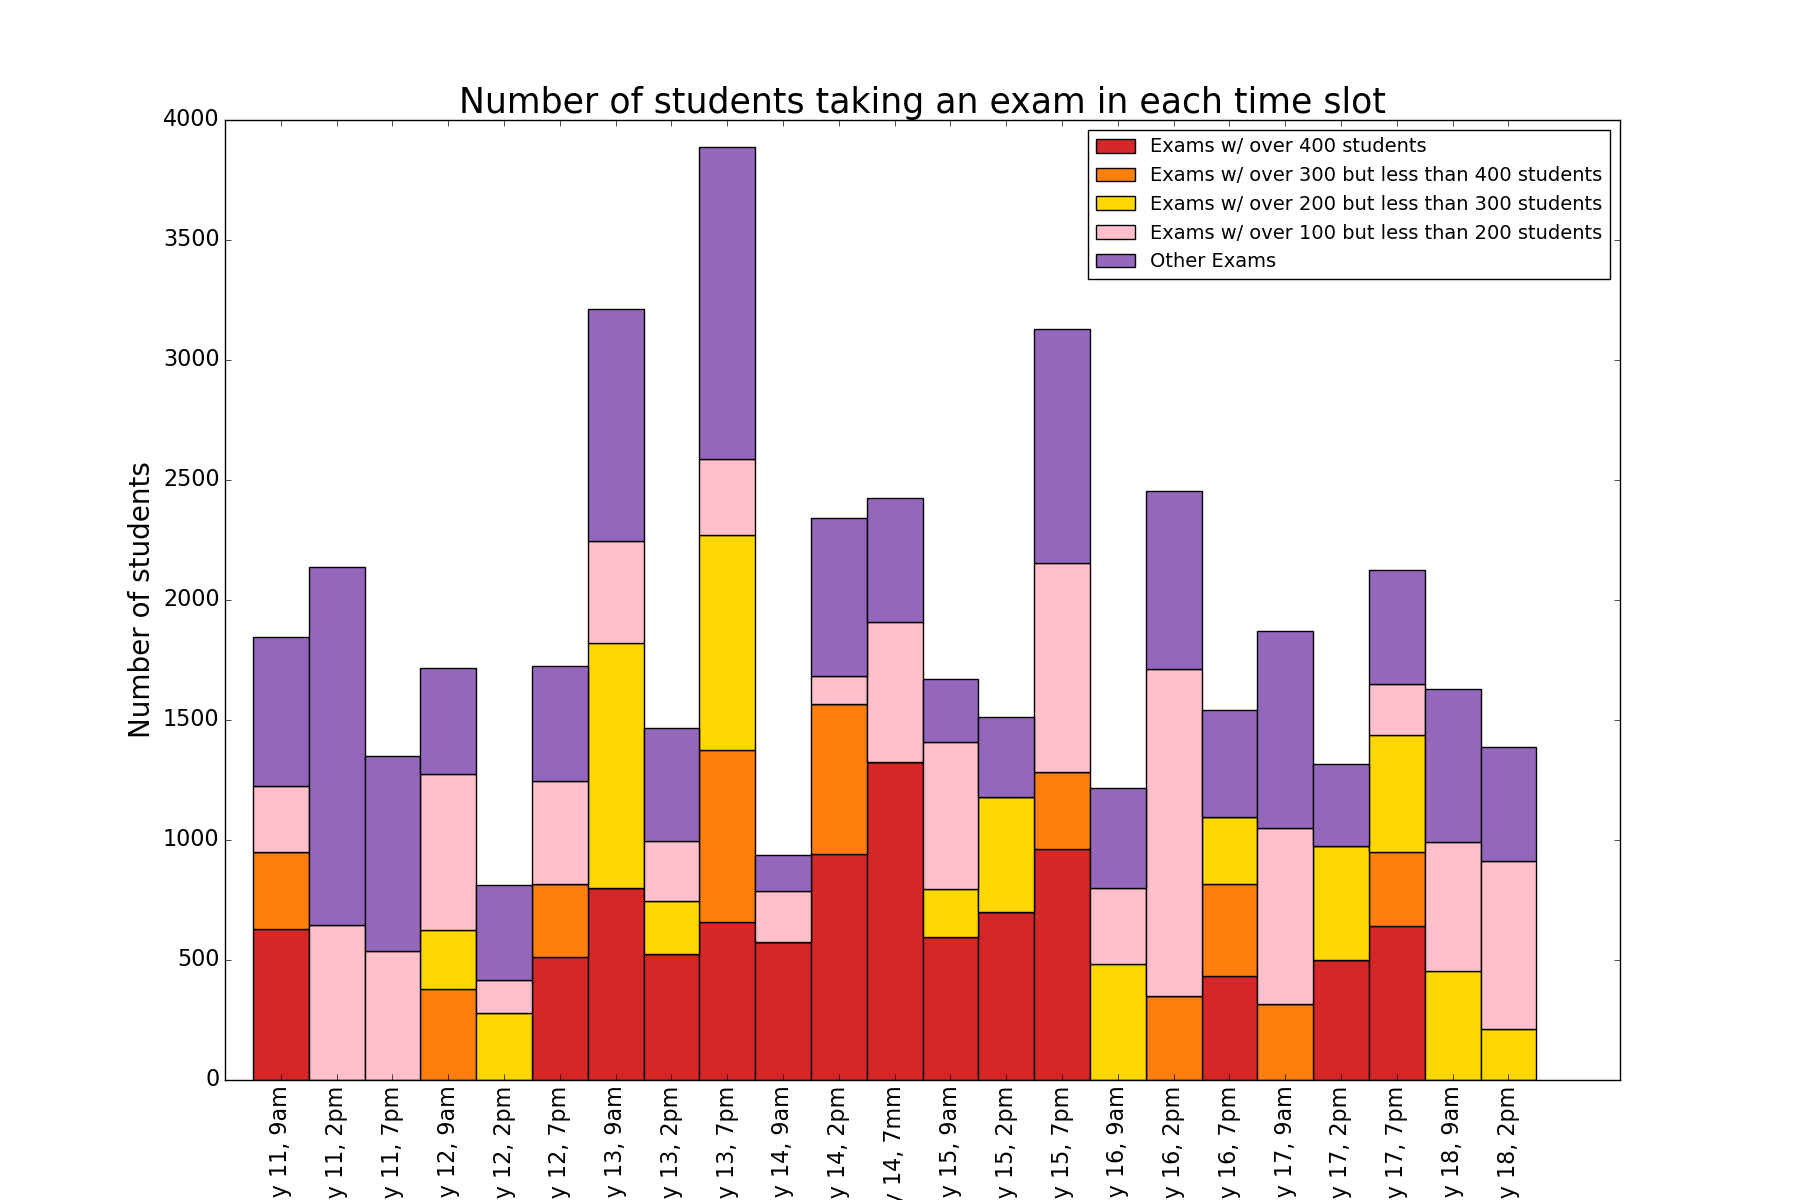 Number of students taking an exam in each time slot
Exams w/ over 400 students
Exams w/ over 300 but less than 400 students
Exams w/ over 200 but less than 300 students
Exams w/ over 100 but less than 200 students
Other Exams
Number of students
4000
3500
3000
2500
2000
1500
1000
500
0
y 11, 9am
y 11, 2pm
y 11, 7pm
y 12, 9am
y 12, 2pm
y 12, 7pm
y 13, 9am
y 13, 2pm
y 13, 7pm
y 14, 9am
y 14, 2pm
y 14, 7mm
y 15, 9am
y 15, 2pm
y 15, 7pm
y 16, 9am
y 16, 2pm
y 16, 7pm
y 17, 9am
y 17, 2pm
y 17, 7pm
y 18, 9am
y 18, 2pm